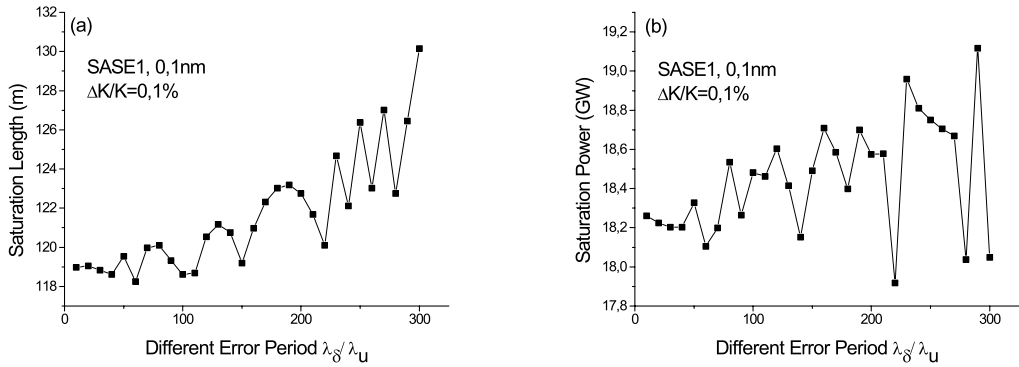 (a)
SASE1, 0,1nm
ΔK/K=0,1%
Saturation Length (m)
132
130
128
126
124
122
120
118
0
100
200
300
Different Error Period λδ/λu
(b)
SASE1, 0,1nm
ΔK/K=0,1%
Saturation Power (GW)
19,2
19,0
18,8
18,6
18,4
18,2
18,0
17,8
0
100
200
300
Different Error Period λδ/λu